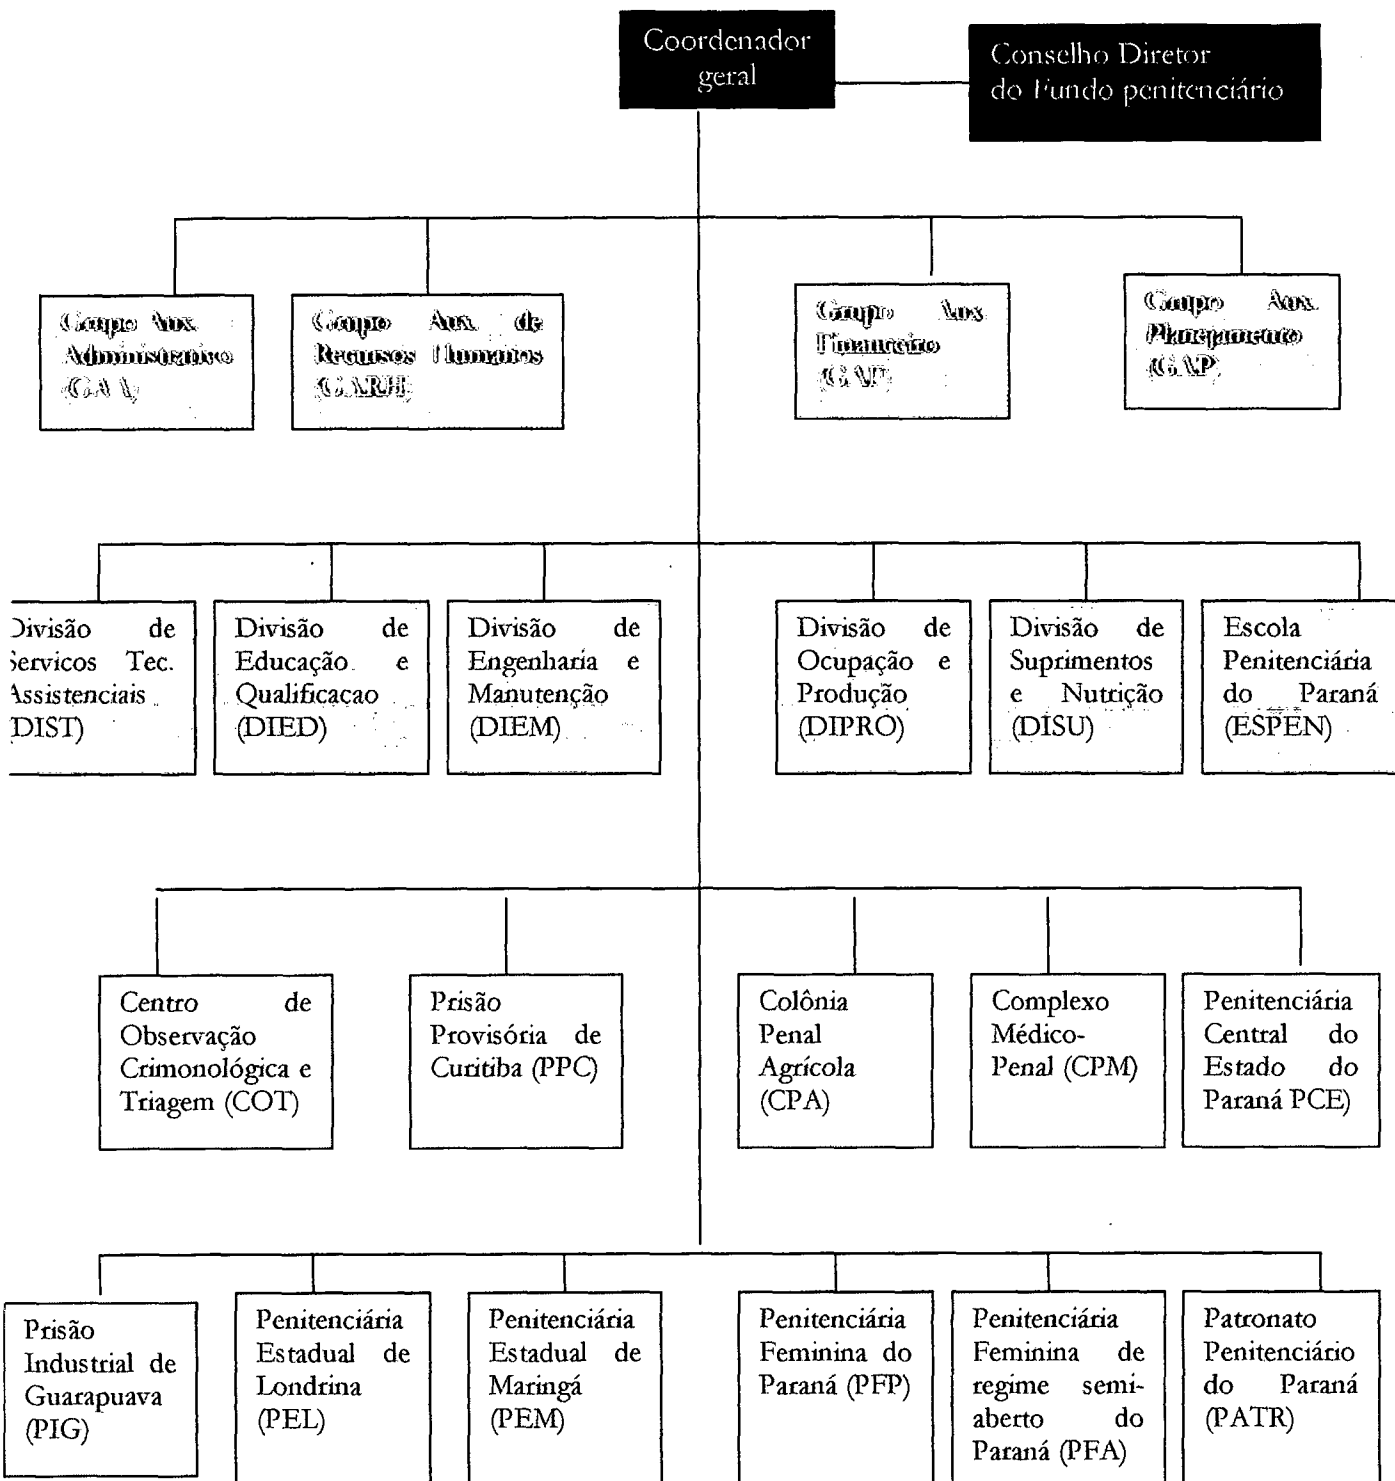 Coordenador
geral
Conselho Diretor
do Fundo penitenciário
Grupo Aux.
Administrativo
(GAA)
Grupo Aux. de
Recursos Humanos
(GARH)
Grupo Aux
Financeiro
Grupo Aux.
Planejamento
(GAP)
Divisão de
Servicos Tec.
Assistenciais
(DIST)
Divisão de
Educação e
Qualificaçao
(DIED)
Divisão de
Engenharia e
Manutenção
(DIEM)
Divisão de
Ocupação e
Produção
(DIPRO)
Divisão de
Suprimentos
e Nutrição
(DISU)
Escola
Penitenciária
do Paraná
(ESPEN)
Centro de
Observação
Crimonológica e
Triagem (COT)
Prisão
Provisória de
Curitiba (PPC)
Colônia
Penal
Agrícola
(CPA)
Complexo
Médico-
Penal (CPM)
Penitenciária
Central do
Estado do
Paraná PCE)
Prisão
Industrial de
Guarapuava
(PIG)
Penitenciária
Estadual de
Londrina
(PEL)
Penitenciária
Estadual de
Maringá
(PEM)
Penitenciária
Feminina do
Paraná (PFP)
Penitenciária
Feminina de
regime semi-
aberto do
Paraná (PFA)
Patronato
Penitenciário
do Paraná
(PATR)